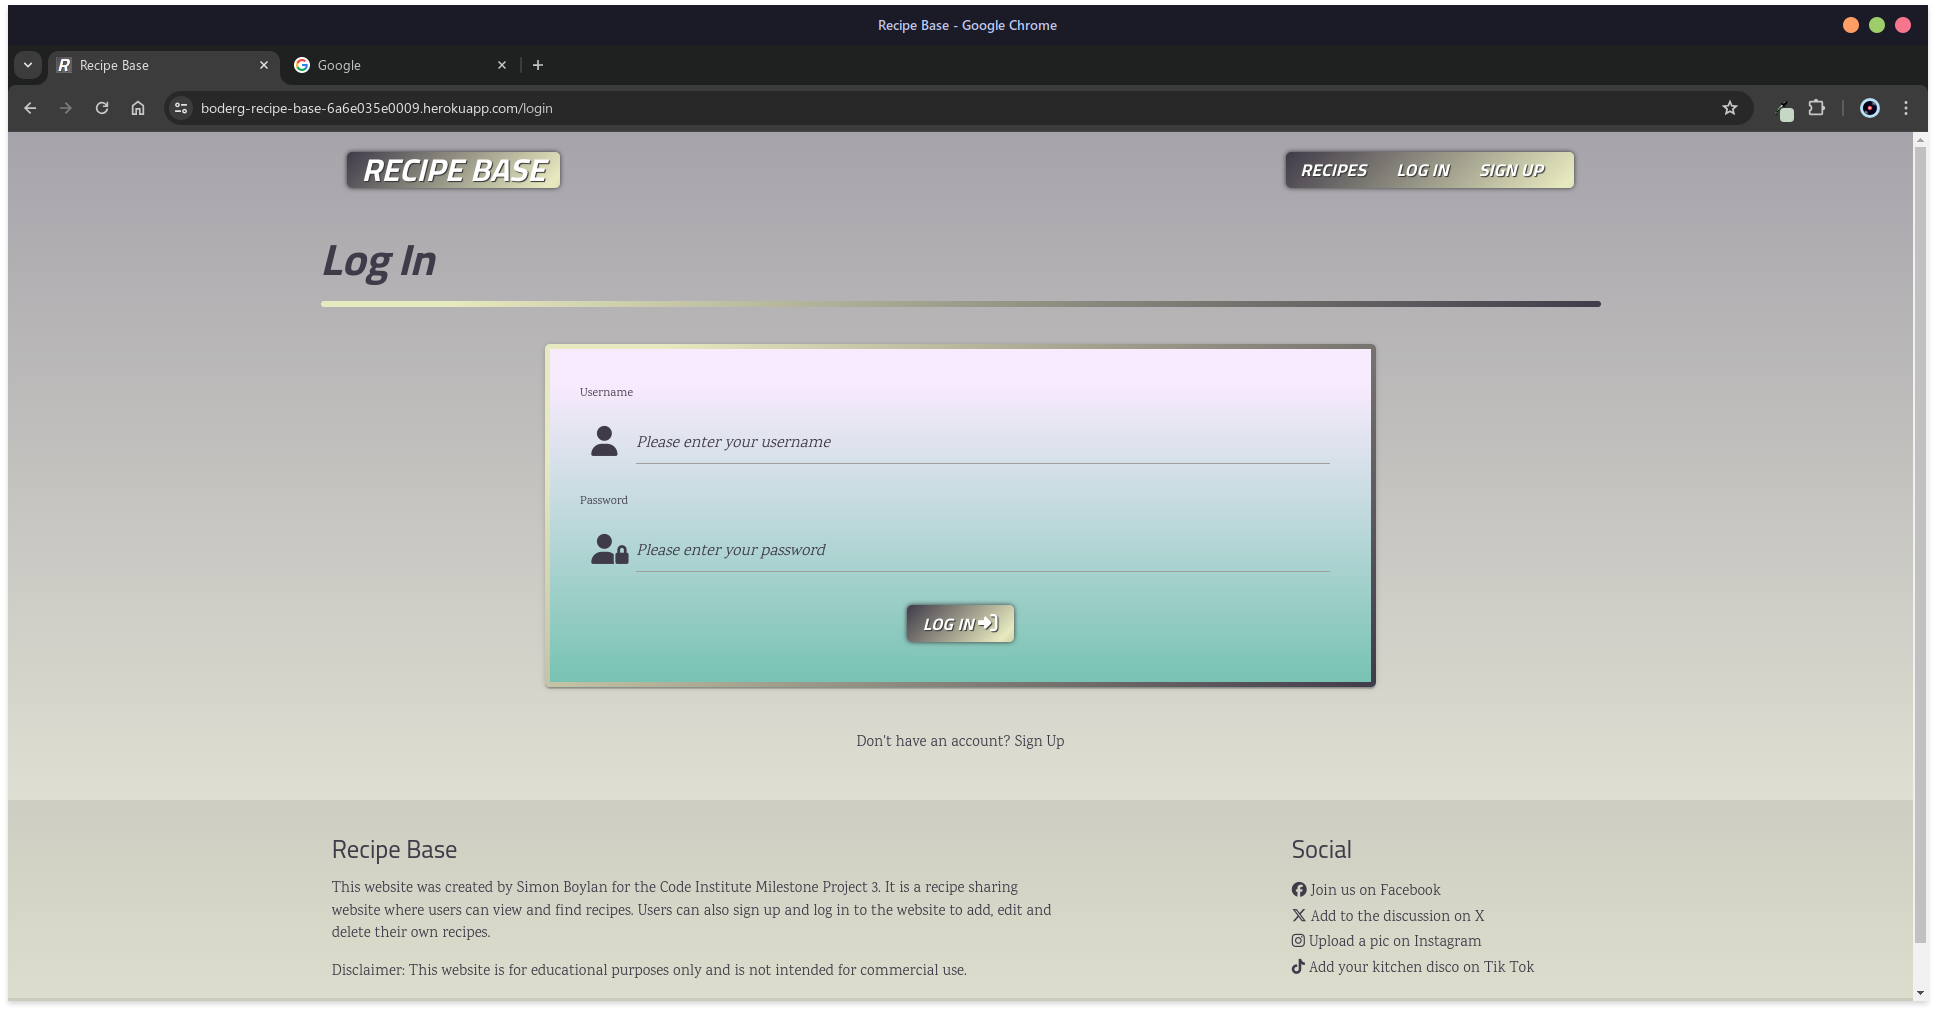 Recipe Base - Google Chrome
Recipe Base
Google
boderg-recipe-base-6a6e035e0009.herokuapp.com/login
RECIPE BASE
RECIPES LOG IN SIGN UP
Log In
Username
Please enter your username
Password
Please enter your password
LOG IN
Don't have an account? Sign Up
Recipe Base
This website was created by Simon Boylan for the Code Institute Milestone Project 3. It is a recipe sharing
website where users can view and find recipes. Users can also sign up and log in to the website to add, edit and
delete their own recipes.
Disclaimer: This website is for educational purposes only and is not intended for commercial use.
Social
Join us on Facebook
Add to the discussion on X
Upload a pic on Instagram
Add your kitchen disco on Tik Tok